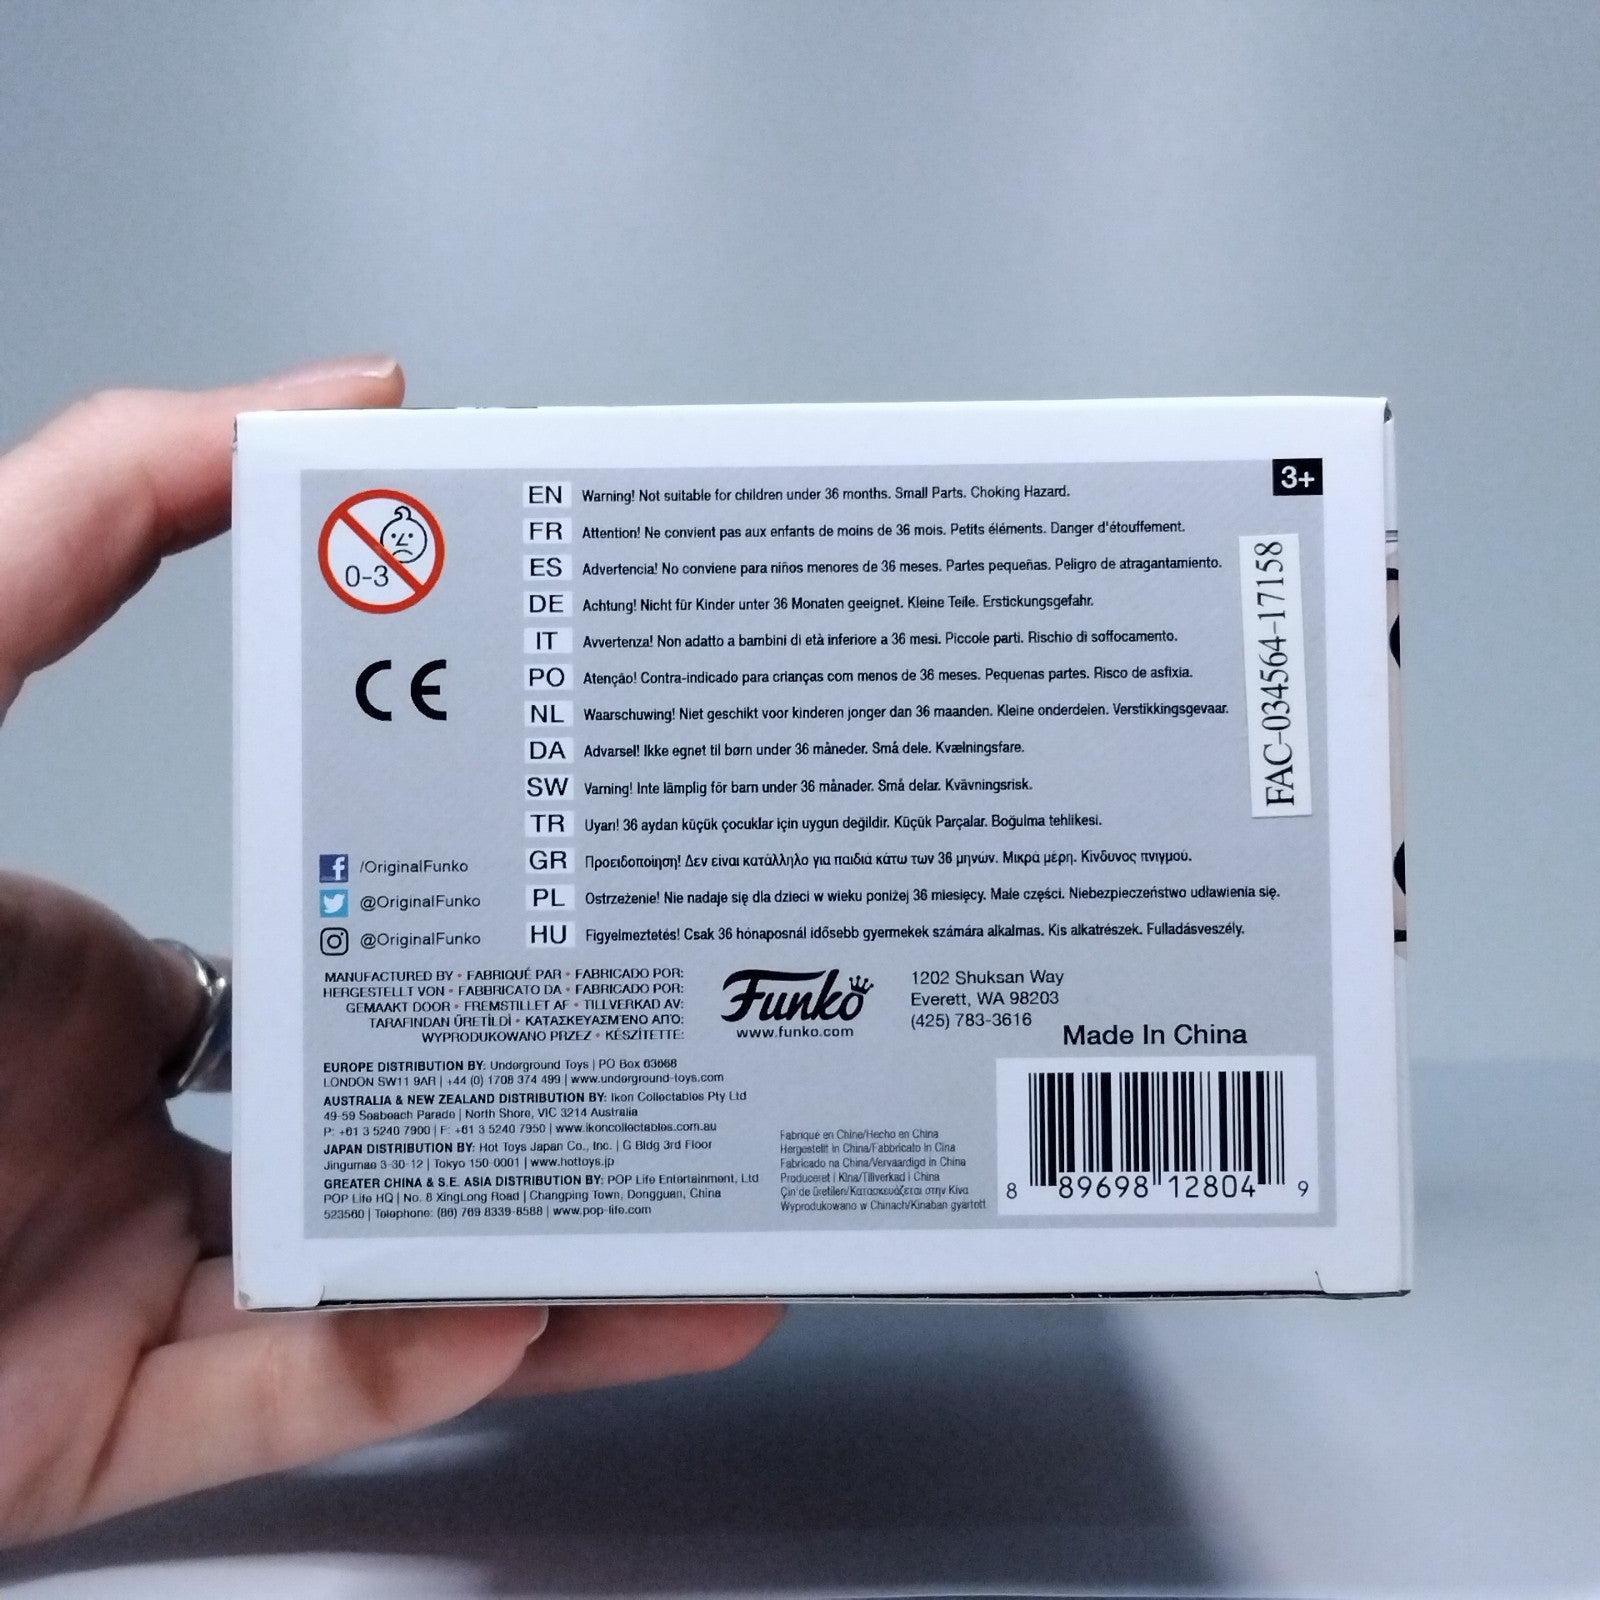 3+
0-3
EN Warning! Not suitable for children under 36 months. Small Parts. Choking Hazard.
FR Attention! Ne convient pas aux enfants de moins de 36 mois. Petits éléments. Danger d'étouffement.
ES Advertencia! No conviene para niños menores de 36 meses. Partes pequeñas. Peligro de atragantamiento.
DE Achtung! Nicht für Kinder unter 36 Monaten geeignet. Kleine Teile. Erstickungsgefahr.
IT Avvertenza! Non adatto a bambini di età inferiore a 36 mesi. Piccole parti. Rischio di soffocamento.
PO Atenção! Contra-indicado para crianças com menos de 36 meses. Pequenas partes. Risco de asfixia.
NL Waarschuwing! Niet geschikt voor kinderen jonger dan 36 maanden. Kleine onderdelen. Verstikkingsgevaar.
DA Advarsel! Ikke egnet til børn under 36 måneder. Små dele. Kvælningsfare.
SW Varning! Inte lämplig för barn under 36 månader. Små delar. Kvävningsrisk.
TR Uyarı! 36 aydan küçük çocuklar için uygun değildir. Küçük Parçalar. Boğulma tehlikesi.
GR Προειδοποίηση! Δεν είναι κατάλληλο για παιδιά κάτω των 36 μηνών. Μικρά μέρη. Κίνδυνος πνιγμού.
PL Ostrzeżenie! Nie nadaje się dla dzieci w wieku poniżej 36 miesięcy. Małe części. Niebezpieczeństwo udławienia się.
HU Figyelmeztetés! Csak 36 hónaposnál idősebb gyermekek számára alkalmas. Kis alkatrészek. Fulladásveszély.
CE
FAC-034564-17158
/OriginalFunko
@OriginalFunko
@OriginalFunko
MANUFACTURED BY • FABRIQUÉ PAR • FABRICADO POR:
HERGESTELLT VON • FABBRICATO DA • FABRICADO POR:
GEMAAKT DOOR • FREMSTILLET AF • TILLVERKAD AV:
TARAFINDAN ÜRETİLDİ • ΚΑΤΑΣΚΕΥΑΣΜΈΝΟ ΑΠΌ:
WYPRODUKOWANO PRZEZ • KÉSZÍTETTE:
Funko
www.funko.com
1202 Shuksan Way
Everett, WA 98203
(425) 783-3616
Made In China
EUROPE DISTRIBUTION BY: Underground Toys | PO Box 63668
LONDON SW11 9AR | +44 (0) 1708 374 499 | www.underground-toys.com
AUSTRALIA & NEW ZEALAND DISTRIBUTION BY: Ikon Collectables Pty Ltd
49-59 Seabeach Parade | North Shore, VIC 3214 Australia
P: +61 3 5240 7900 | F: +61 3 5240 7950 | www.ikoncollectables.com.au
JAPAN DISTRIBUTION BY: Hot Toys Japan Co., Inc. | G Bldg 3rd Floor
Jingumae 3-30-12 | Tokyo 150-0001 | www.hottoys.jp
GREATER CHINA & S.E. ASIA DISTRIBUTION BY: POP Life Entertainment, Ltd
POP Life HQ | No. 8 XingLong Road | Changping Town, Dongguan, China
523560 | Telephone: (86) 769 8339-8588 | www.pop-life.com
Fabriqué en Chine/Hecho en China
Hergestellt in China/Fabbricato in Cina
Fabricado na China/Vervaardigd in China
Produceret i Kina/Tillverkad i China
Çin'de üretilen/Κατασκευάζεται στην Κίνα
Wyprodukowano w Chinach/Kínában gyártott
8 89698 12804 9